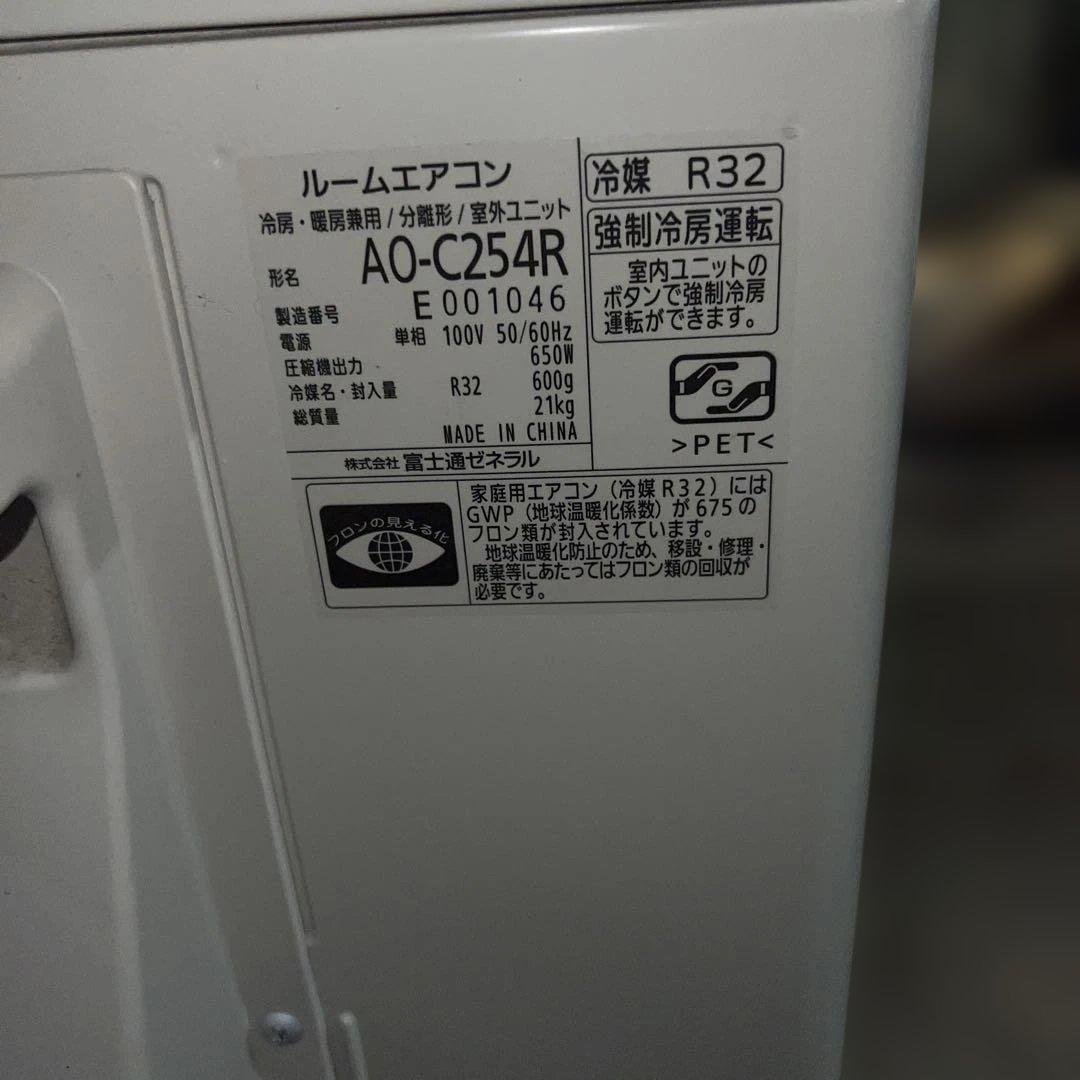 ルームエアコン
冷房・暖房兼用/分離形/室外ユニット
形名 AO-C254R
製造番号 E001046
電源 単相 100V 50/60Hz
圧縮機出力 650W
冷媒名・封入量 R32 600g
総質量 21kg
MADE IN CHINA
株式会社 富士通ゼネラル
冷媒 R32
強制冷房運転
室内ユニットの
ボタンで強制冷房
運転ができます。
G
>PET<
フロンの見える化
家庭用エアコン(冷媒R32)には
GWP(地球温暖化係数)が675の
フロン類が封入されています。
地球温暖化防止のため、移設・修理・
廃棄等にあたってはフロン類の回収が
必要です。